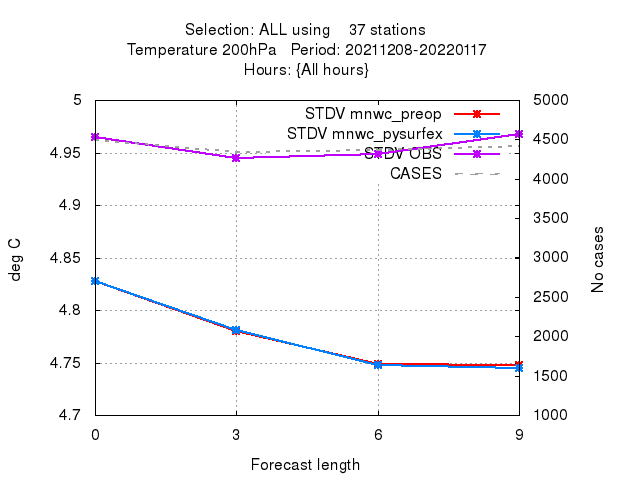 Selection: ALL using 37 stations
Temperature 200hPa Period: 20211208-20220117
Hours: {All hours}
5 5000
STDV mnwc_preop
STDV mnwc_pysurfex 4500
4.95 STDV OBS
CASES 4000
4.9 3500
4.85 3000
deg C No cases
2500
4.8 2000
4.75 1500
4.7 1000
0 3 6 9
Forecast length